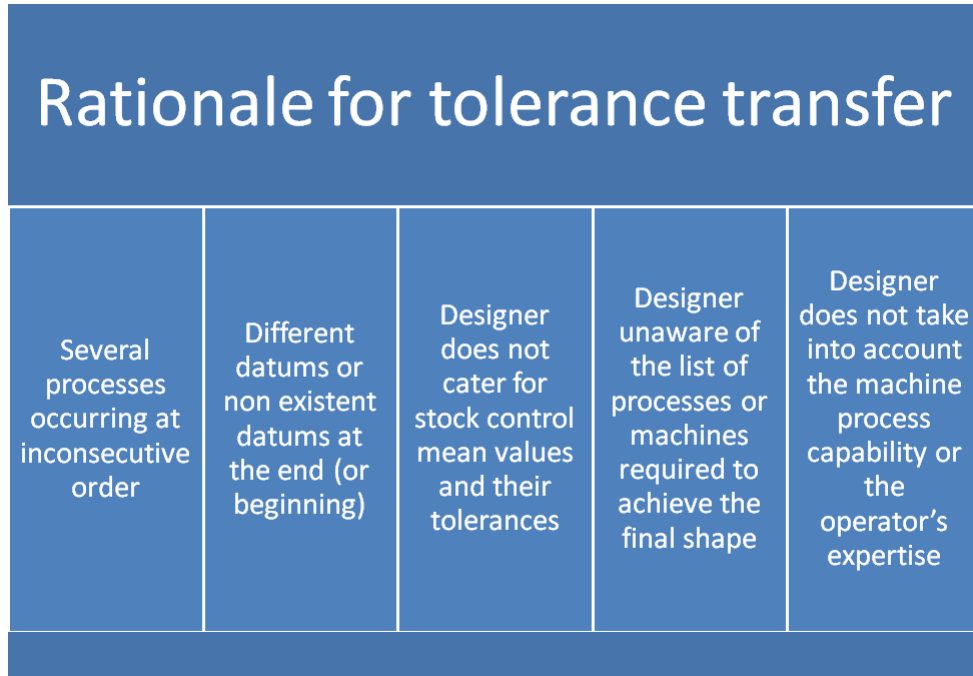 Rationale for tolerance transfer
Several
processes
occurring at
inconsecutive
order
Different
datums or
non existent
datums at
the end (or
beginning)
Designer
does not
cater for
stock control
mean values
and their
tolerances
Designer
unaware of
the list of
processes or
machines
required to
achieve the
final shape
Designer
does not take
into account
the machine
process
capability or
the
operator’s
expertise